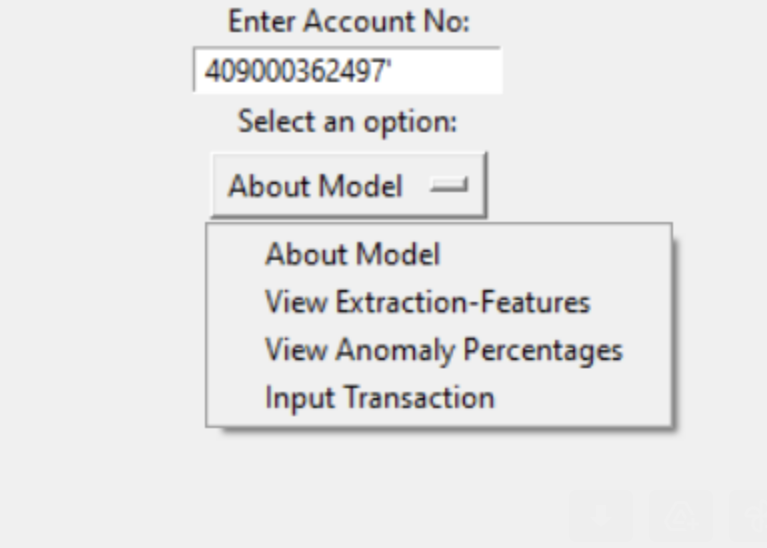 Enter Account No:
409000362497'
Select an option:
About Model
About Model
View Extraction-Features
View Anomaly Percentages
Input Transaction